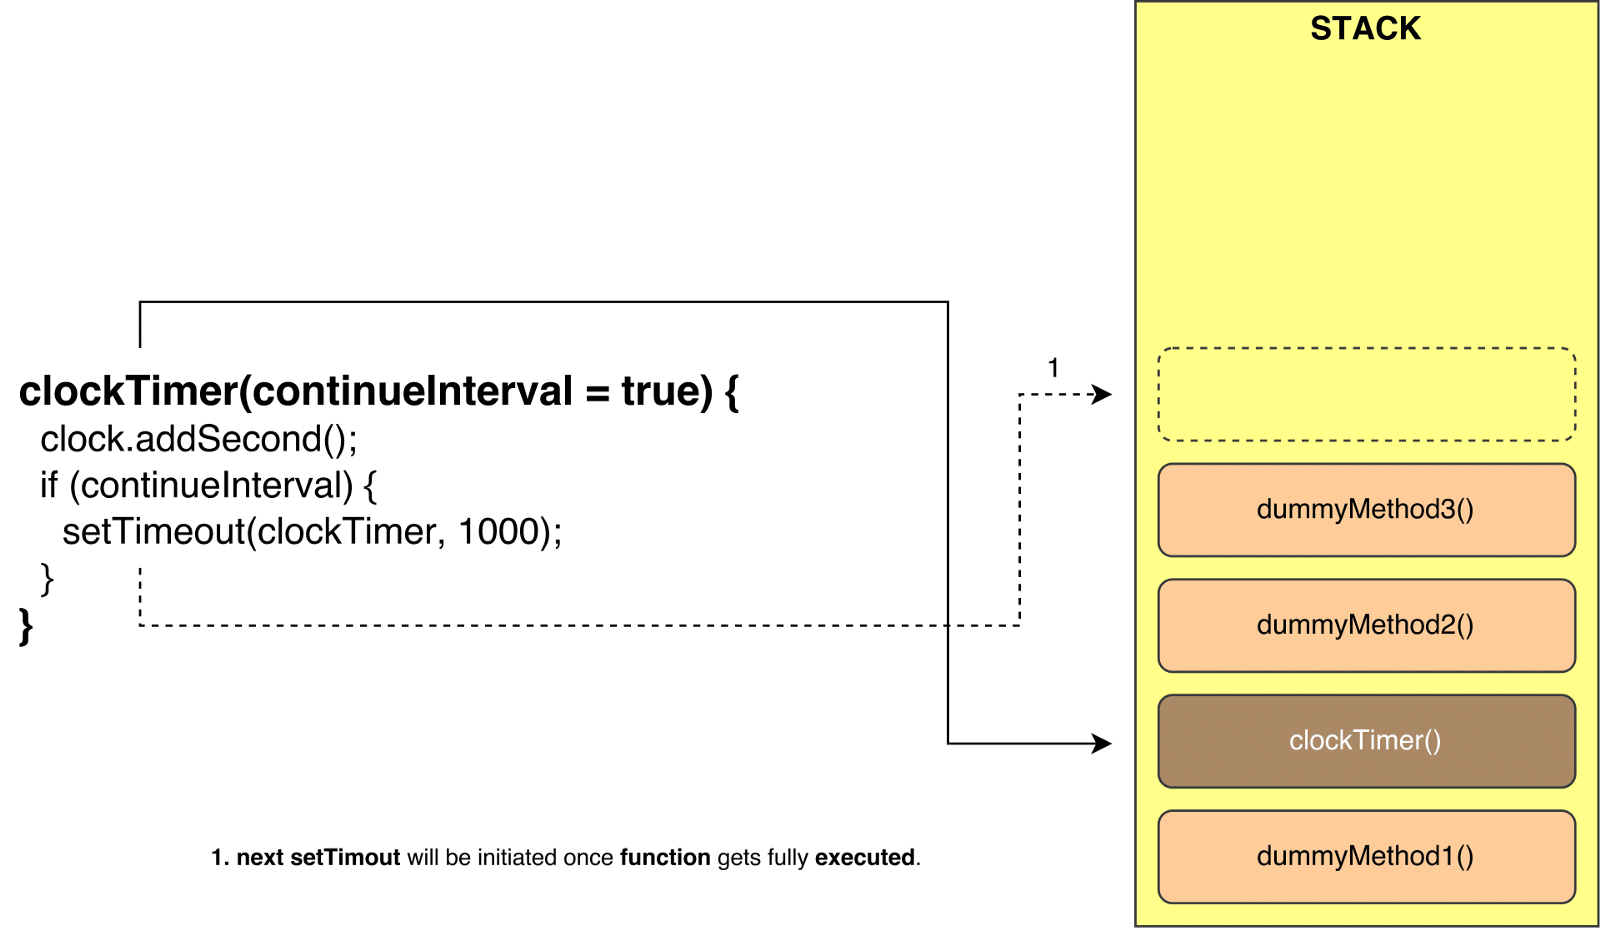 STACK
1
clockTimer(continueInterval = true) {
clock.addSecond();
if (continueInterval) {
setTimeout(clockTimer, 1000);
}
}
dummyMethod3()
dummyMethod2()
clockTimer()
dummyMethod1()
1. next setTimout will be initiated once function gets fully executed.